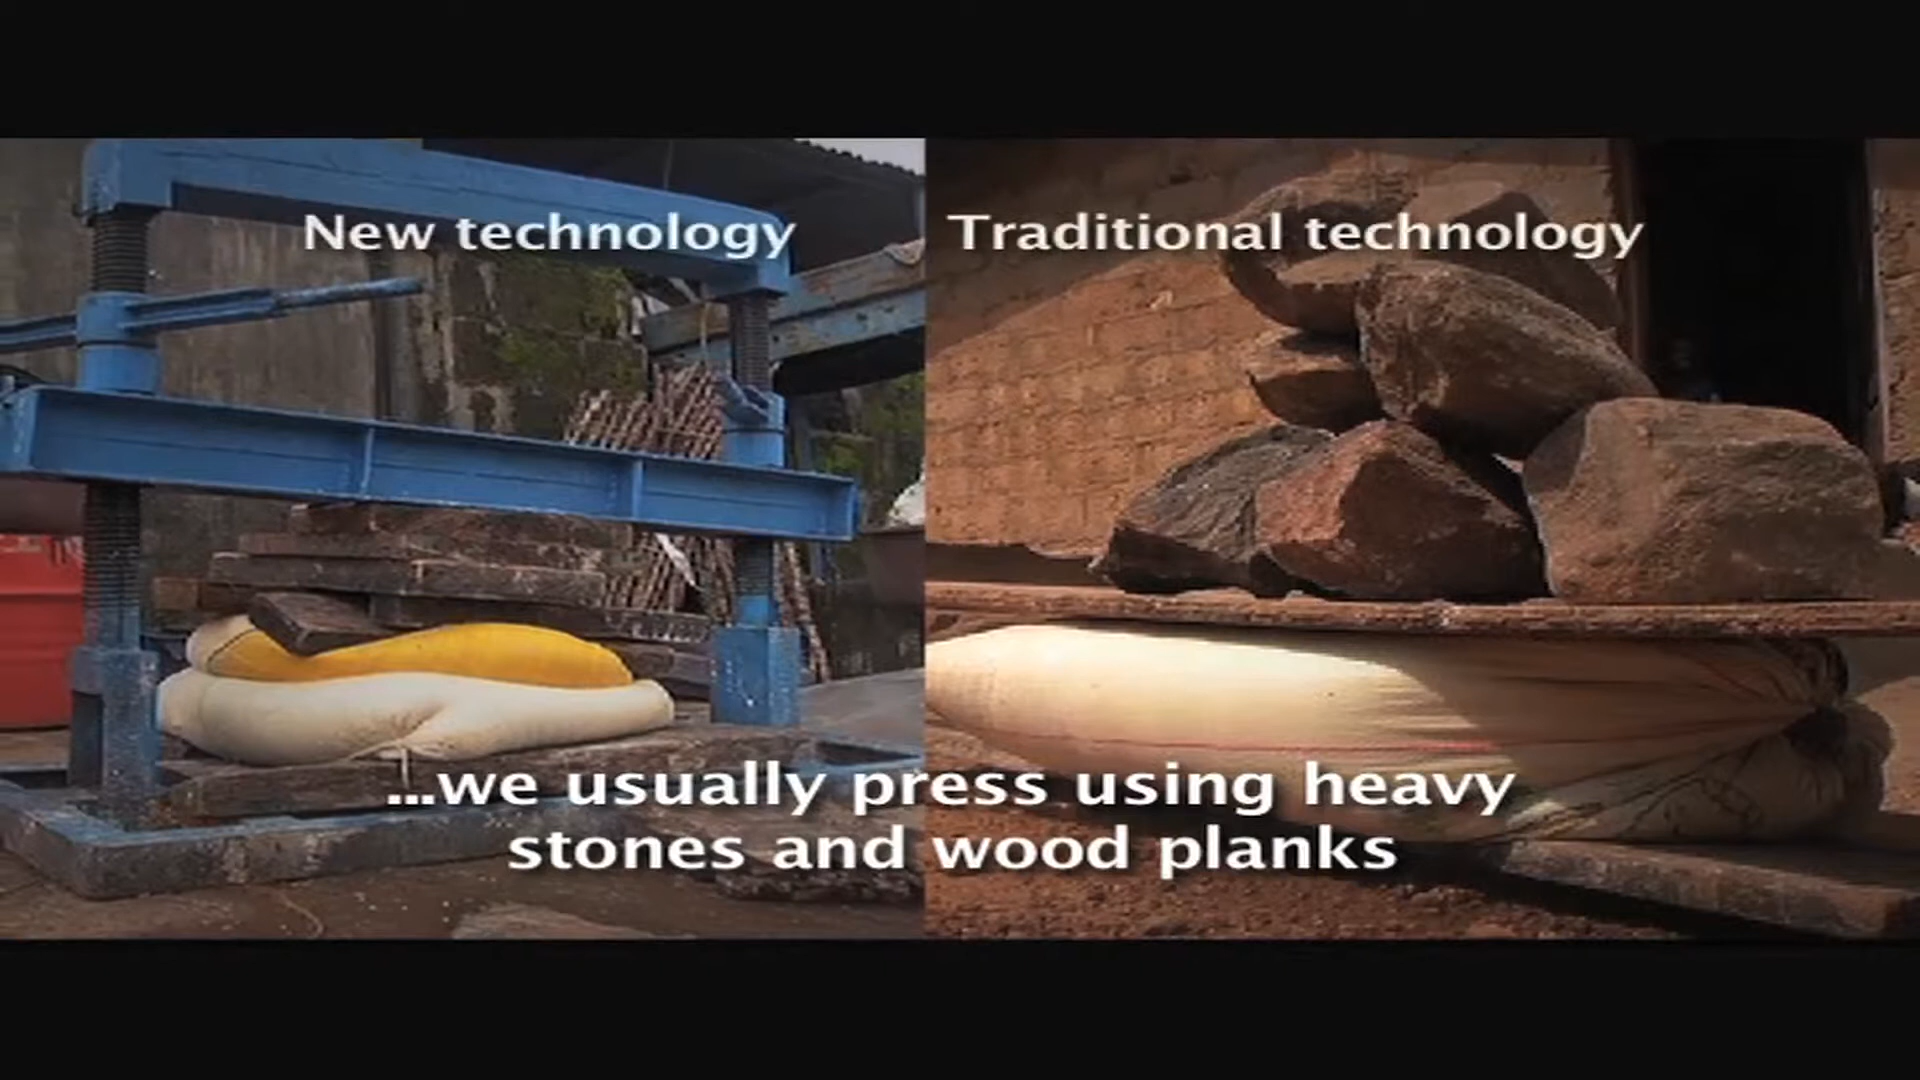 New technology
Traditional technology
...we usually press using heavy
stones and wood planks